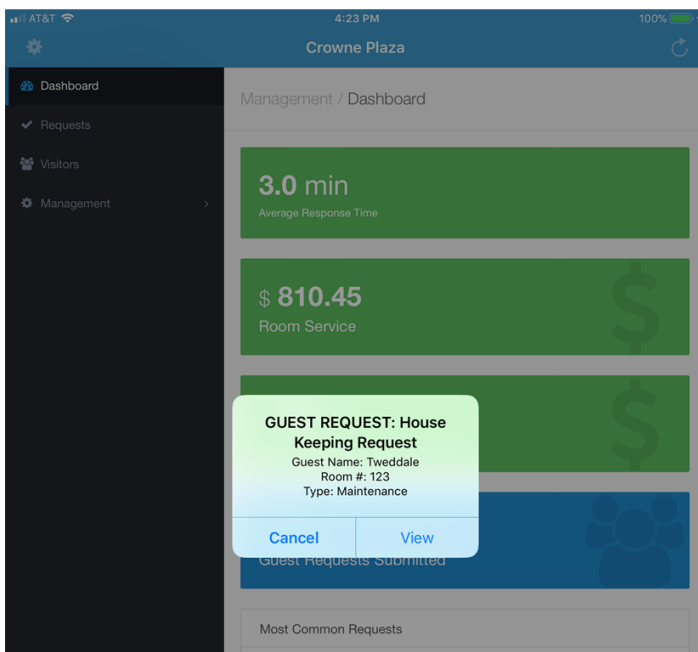 AT&T
4:23 PM
100%
Crowne Plaza
Dashboard
Requests
Visitors
Management
Management / Dashboard
3.0 min
Average Response Time
$ 810.45
Room Service
GUEST REQUEST: House
Keeping Request
Guest Name: Tweddale
Room #: 123
Type: Maintenance
Cancel
View
Guest Requests Submitted
Most Common Requests